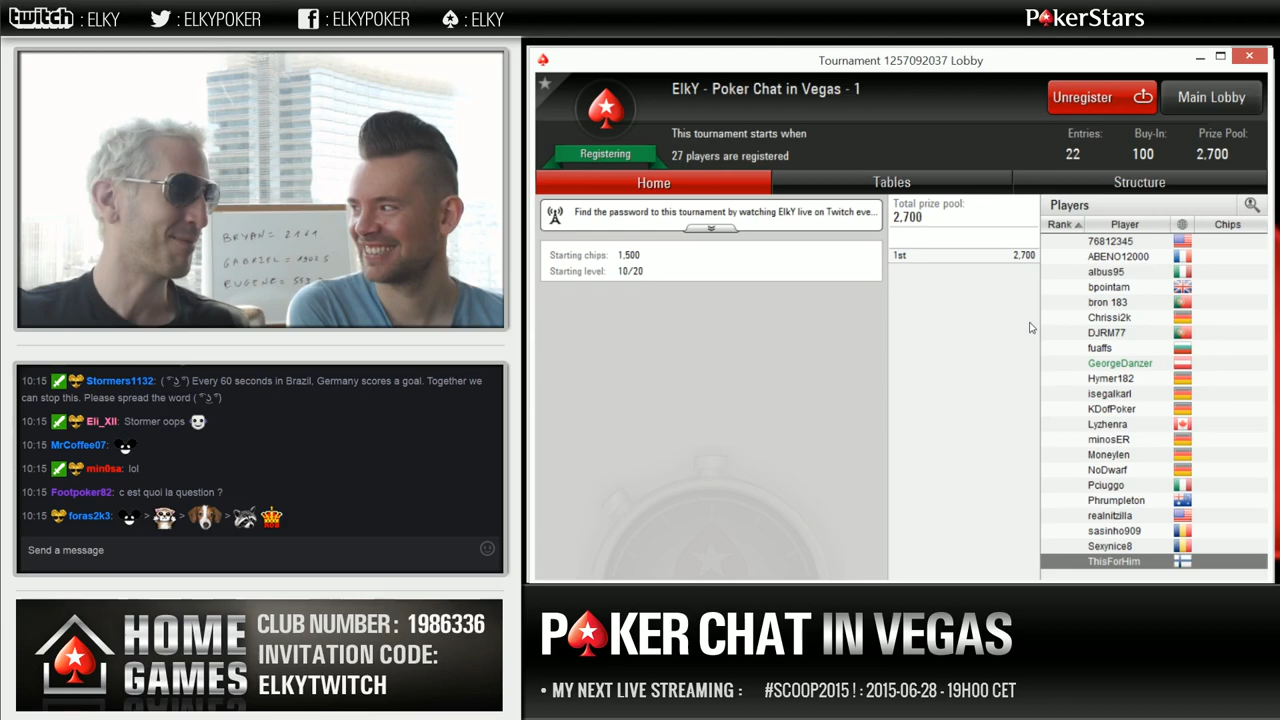 twitch : ELKY : ELKYPOKER : ELKYPOKER : ELKY
POKERSTARS
BRYAN = 2161
EUGENE =
10:15 Stormers1132: ( ͡° ͜ʖ ͡°) Every 60 seconds in Brazil, Germany scores a goal. Together we
can stop this. Please spread the word ( ͡° ͜ʖ ͡°)
10:15 Eli_XII: Stormer oops
10:15 MrCoffee07:
10:15 min0sa: lol
10:15 Footpoker82: c est quoi la question ?
10:15 foras2k3: > > > >
Send a message
HOME GAMES
CLUB NUMBER : 1986336
INVITATION CODE:
ELKYTWITCH
Tournament 1257092037 Lobby
ElkY - Poker Chat in Vegas - 1
Unregister
Main Lobby
This tournament starts when
27 players are registered
Registering
Entries: Buy-In: Prize Pool:
22 100 2,700
Home Tables Structure
Find the password to this tournament by watching ElkY live on Twitch eve...
Starting chips: 1,500
Starting level: 10/20
Total prize pool:
2,700
1st 2,700
Players
Rank Player Chips
76812345
ABENO12000
albus95
bpointam
bron 183
Chrissi2k
DJRM77
fuaffs
GeorgeDanzer
Hymer182
isegalkarl
KDofPoker
Lyzhenra
minosER
Moneylen
NoDwarf
Pciuggo
Phrumpleton
realnitzilla
sasinho909
Sexynice8
ThisForHim
POKER CHAT IN VEGAS
• MY NEXT LIVE STREAMING : #SCOOP2015 ! : 2015-06-28 - 19H00 CET